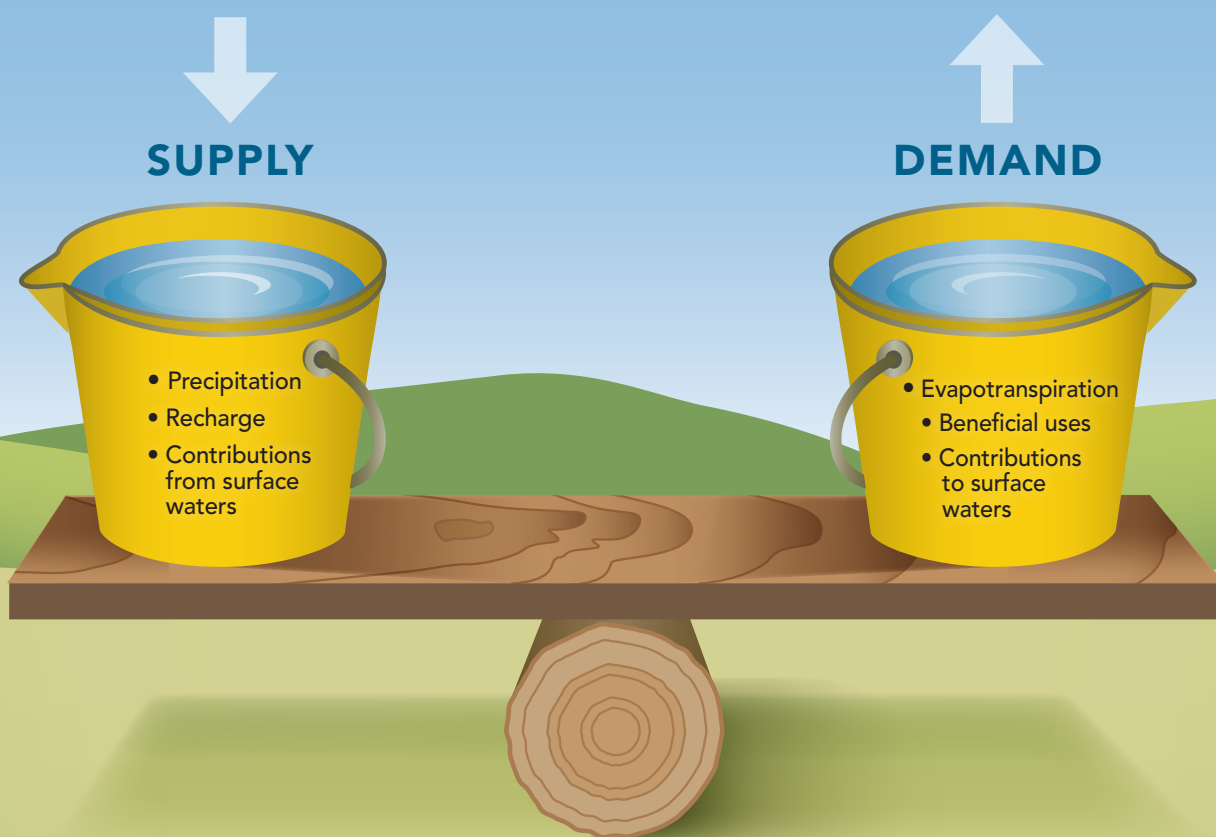 SUPPLY
• Precipitation
• Recharge
• Contributions
from surface
waters
DEMAND
• Evapotranspiration
• Beneficial uses
• Contributions
to surface
waters